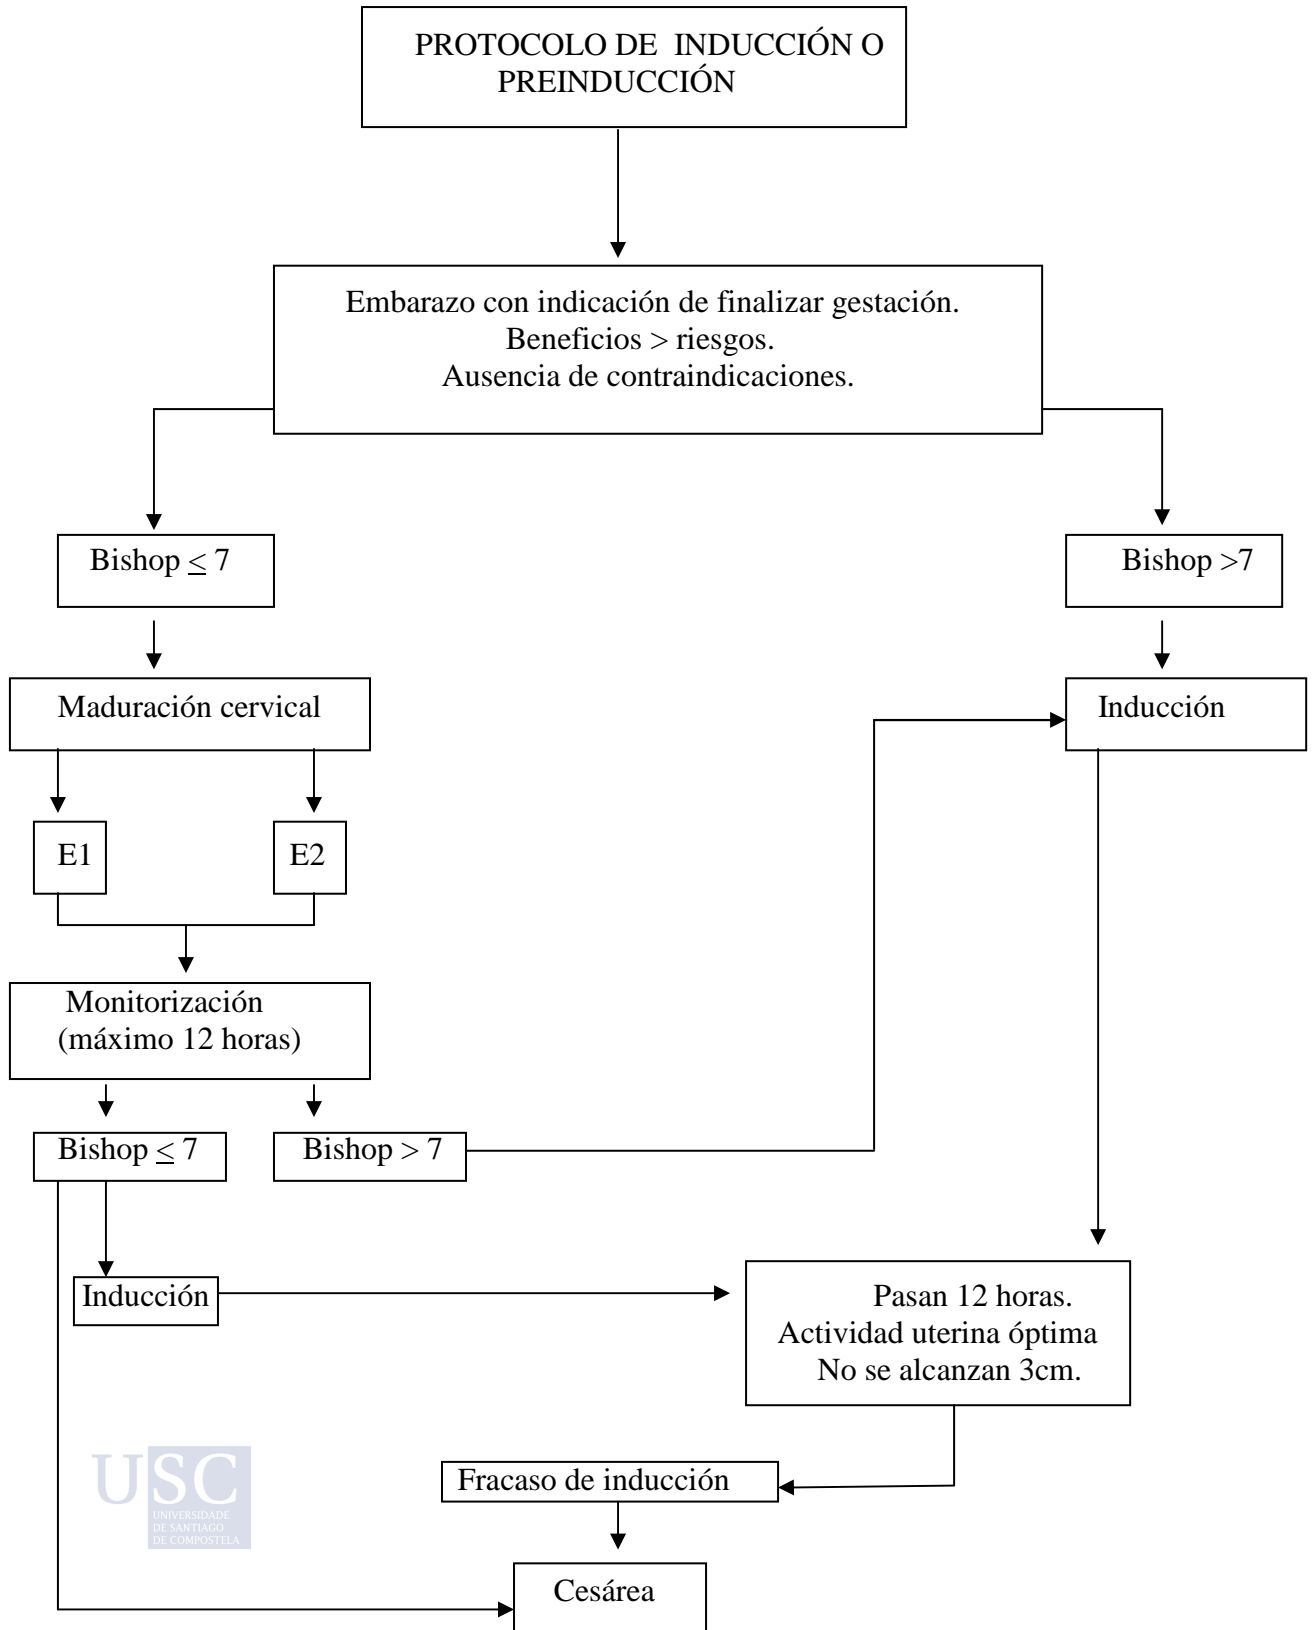 PROTOCOLO DE INDUCCIÓN O
PREINDUCCIÓN
Embarazo con indicación de finalizar gestación.
Beneficios > riesgos.
Ausencia de contraindicaciones.
Bishop ≤ 7
Bishop >7
Maduración cervical
Inducción
E1
E2
Monitorización
(máximo 12 horas)
Bishop ≤ 7
Bishop > 7
Inducción
Pasan 12 horas.
Actividad uterina óptima
No se alcanzan 3cm.
Fracaso de inducción
Cesárea
USC
UNIVERSIDADE
DE SANTIAGO
DE COMPOSTELA